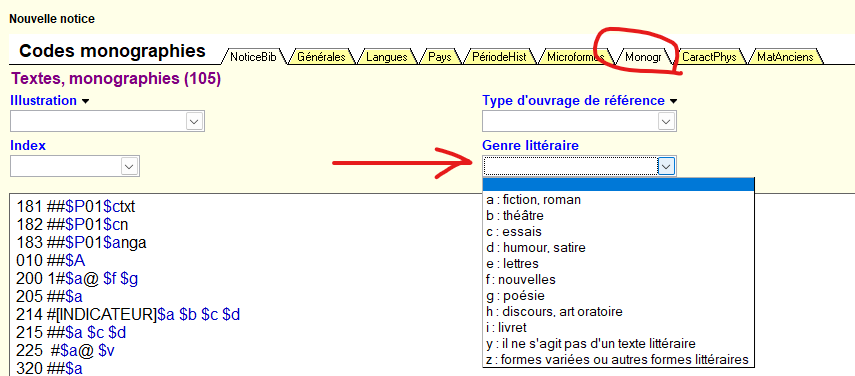 Nouvelle notice
Codes monographies NoticeBib Générales Langues Pays PériodeHist Microformes Monogr CaractPhys MatAnciens
Textes, monographies (105)
Illustration Type d'ouvrage de référence
Index Genre littéraire
a : fiction, roman
b : théâtre
c : essais
d : humour, satire
e : lettres
f : nouvelles
g : poésie
h : discours, art oratoire
i : livret
y : il ne s'agit pas d'un texte littéraire
z : formes variées ou autres formes littéraires
181 ##$P01$ctxt
182 ##$P01$cn
183 ##$P01$anga
010 ##$A
200 1#$a@ $f $g
205 ##$a
214 #[INDICATEUR]$a $b $c $d
215 ##$a $c $d
225  #$a@ $v
320 ##$a